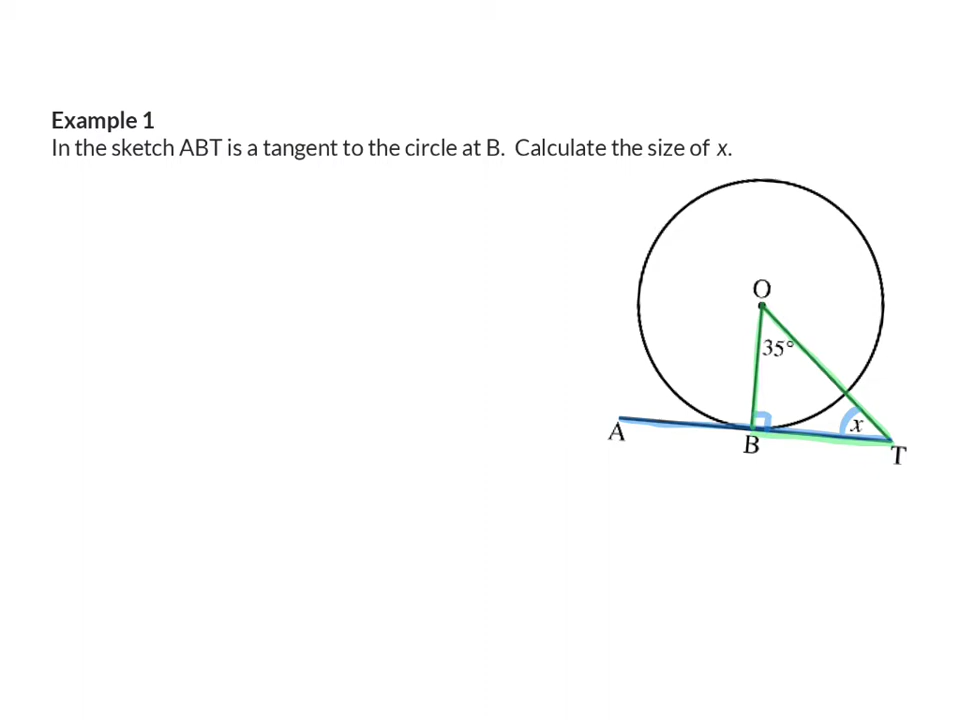 Example 1
In the sketch ABT is a tangent to the circle at B. Calculate the size of x.
O
35°
x
A
B
T